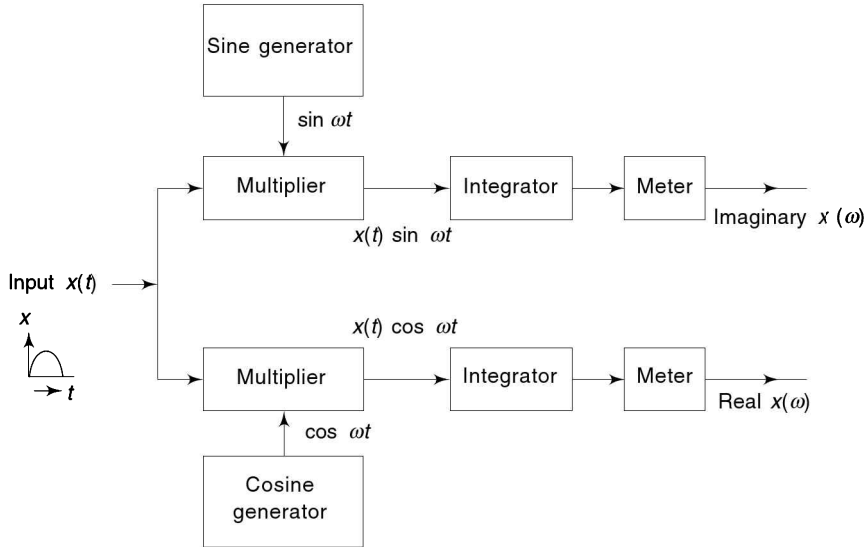 Sine generator
sin ωt
Multiplier
Integrator
Meter
x(t) sin ωt
Imaginary x (ω)
Input x(t)
x
t
x(t) cos ωt
Multiplier
Integrator
Meter
Real x(ω)
cos ωt
Cosine
generator